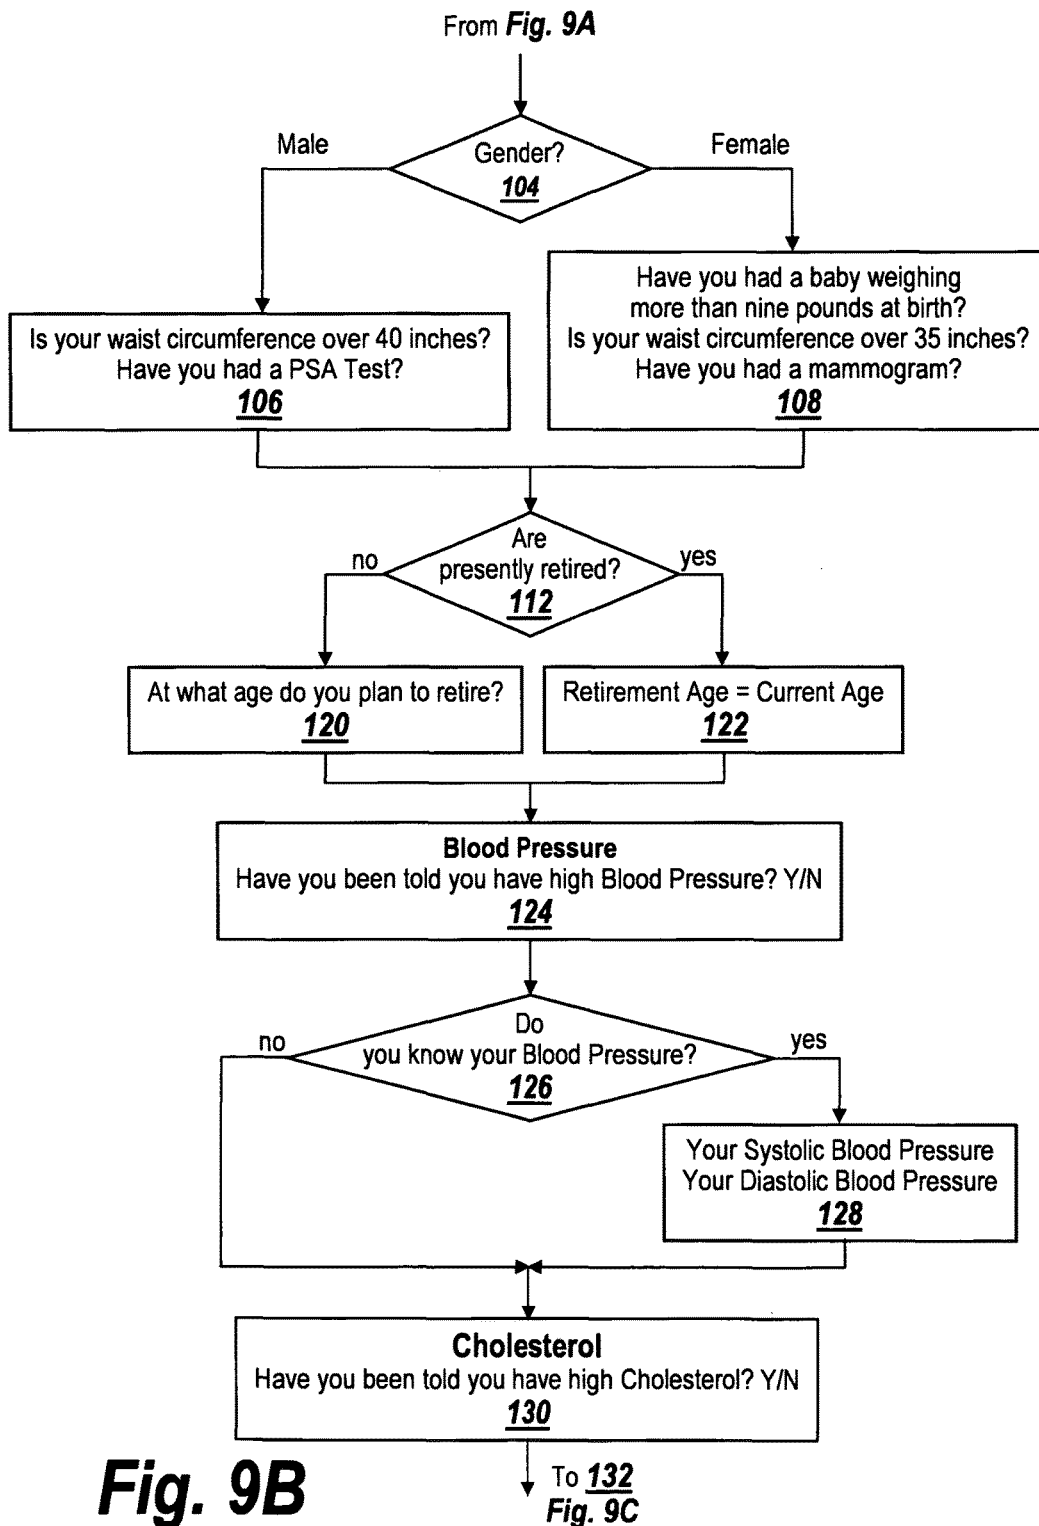 From Fig. 9A
Male
Gender?
Female
104
Have you had a baby weighing
more than nine pounds at birth?
Is your waist circumference over 35 inches?
Have you had a mammogram?
108
Is your waist circumference over 40 inches?
Have you had a PSA Test?
106
Are
presently retired?
112
no
yes
At what age do you plan to retire?
120
Retirement Age = Current Age
122
Blood Pressure
Have you been told you have high Blood Pressure? Y/N
124
Do
you know your Blood Pressure?
126
no
yes
Your Systolic Blood Pressure
Your Diastolic Blood Pressure
128
Cholesterol
Have you been told you have high Cholesterol? Y/N
130
To 132
Fig. 9C
Fig. 9B